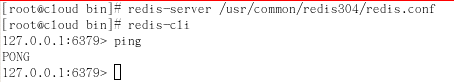 [root@cloud bin]# redis-server /usr/common/redis304/redis.conf
[root@cloud bin]# redis-cli
127.0.0.1:6379> ping
PONG
127.0.0.1:6379>